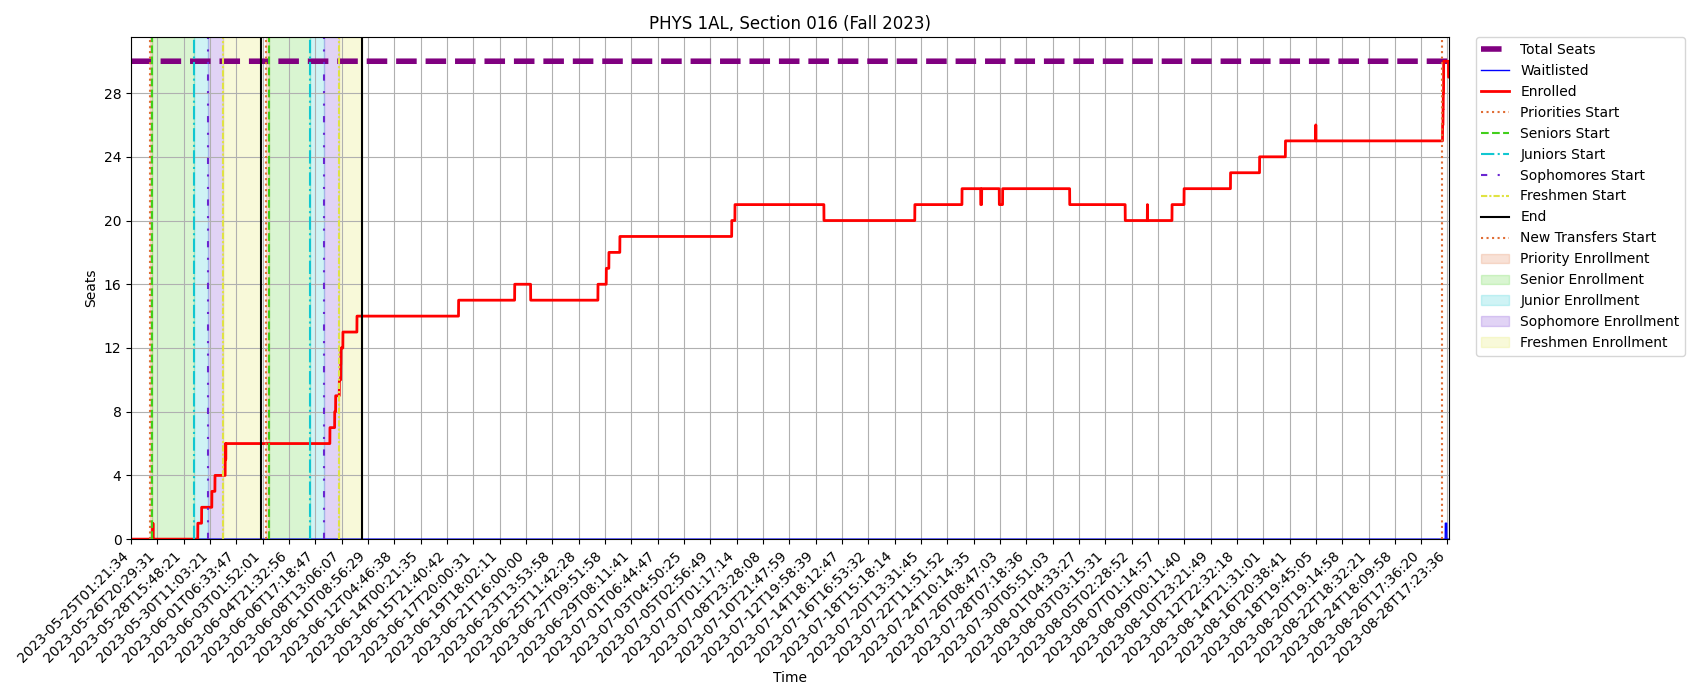 PHYS 1AL, Section 016 (Fall 2023)
Seats
28
24
20
16
12
8
4
0
2023-05-25T01:21:34
2023-05-26T20:29:31
2023-05-28T15:48:21
2023-05-30T11:03:21
2023-06-01T06:33:47
2023-06-03T01:52:01
2023-06-04T21:32:56
2023-06-06T17:18:47
2023-06-08T13:06:07
2023-06-10T08:56:29
2023-06-12T04:46:38
2023-06-14T00:21:35
2023-06-15T21:40:42
2023-06-17T20:00:31
2023-06-19T18:02:11
2023-06-21T16:00:00
2023-06-23T13:53:58
2023-06-25T11:42:28
2023-06-27T09:51:58
2023-06-29T08:11:41
2023-07-01T06:44:47
2023-07-03T04:50:25
2023-07-05T02:56:49
2023-07-07T01:17:14
2023-07-08T23:28:08
2023-07-10T21:47:59
2023-07-12T19:58:39
2023-07-14T18:12:47
2023-07-16T16:53:32
2023-07-18T15:18:14
2023-07-20T13:31:45
2023-07-22T11:51:52
2023-07-24T10:14:35
2023-07-26T08:47:03
2023-07-28T07:18:36
2023-07-30T05:51:03
2023-08-01T04:33:27
2023-08-03T03:15:31
2023-08-05T02:28:52
2023-08-07T01:14:57
2023-08-09T00:11:40
2023-08-10T23:21:49
2023-08-12T22:32:18
2023-08-14T21:31:01
2023-08-16T20:38:41
2023-08-18T19:45:05
2023-08-20T19:14:58
2023-08-22T18:32:21
2023-08-24T18:09:58
2023-08-26T17:36:20
2023-08-28T17:23:36
Time
Total Seats
Waitlisted
Enrolled
Priorities Start
Seniors Start
Juniors Start
Sophomores Start
Freshmen Start
End
New Transfers Start
Priority Enrollment
Senior Enrollment
Junior Enrollment
Sophomore Enrollment
Freshmen Enrollment